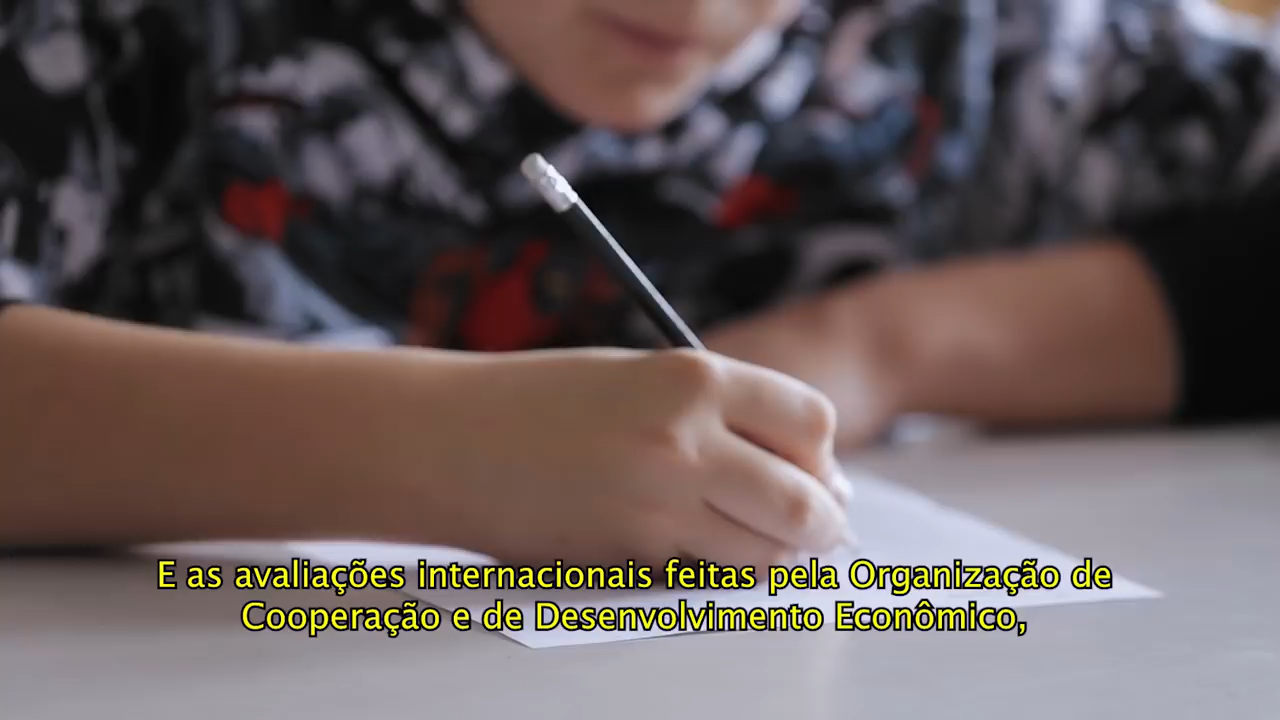 E as avaliações internacionais feitas pela Organização de
Cooperação e de Desenvolvimento Econômico,